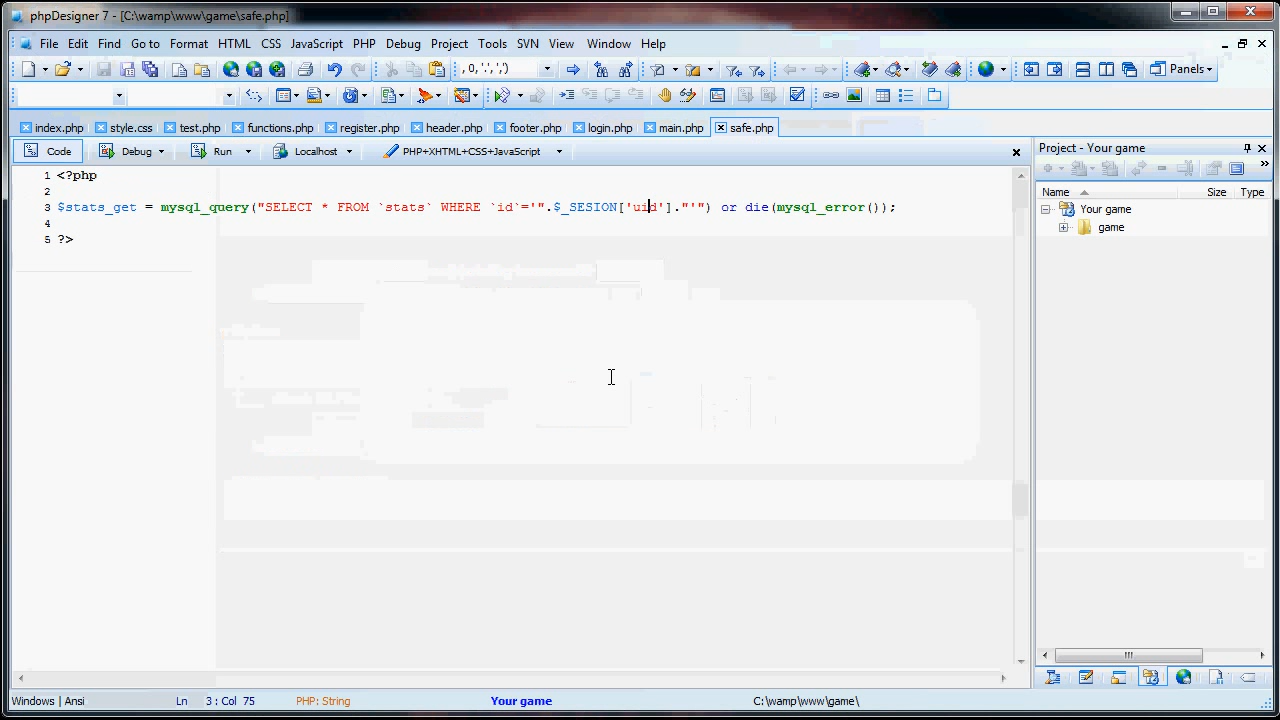 phpDesigner 7 - [C:\wamp\www\game\safe.php]
File Edit Find Go to Format HTML CSS JavaScript PHP Debug Project Tools SVN View Window Help
, 0, '.', ',') Panels
index.php style.css test.php functions.php register.php header.php footer.php login.php main.php safe.php
Code Debug Run Localhost PHP+XHTML+CSS+JavaScript
Project - Your game
Name Size Type
Your game
game
1 <?php
2
3 $stats_get = mysql_query("SELECT * FROM `stats` WHERE `id`='".$_SESION['uid']."'") or die(mysql_error());
4
5 ?>
Windows | Ansi Ln 3 : Col 75 PHP: String Your game C:\wamp\www\game\